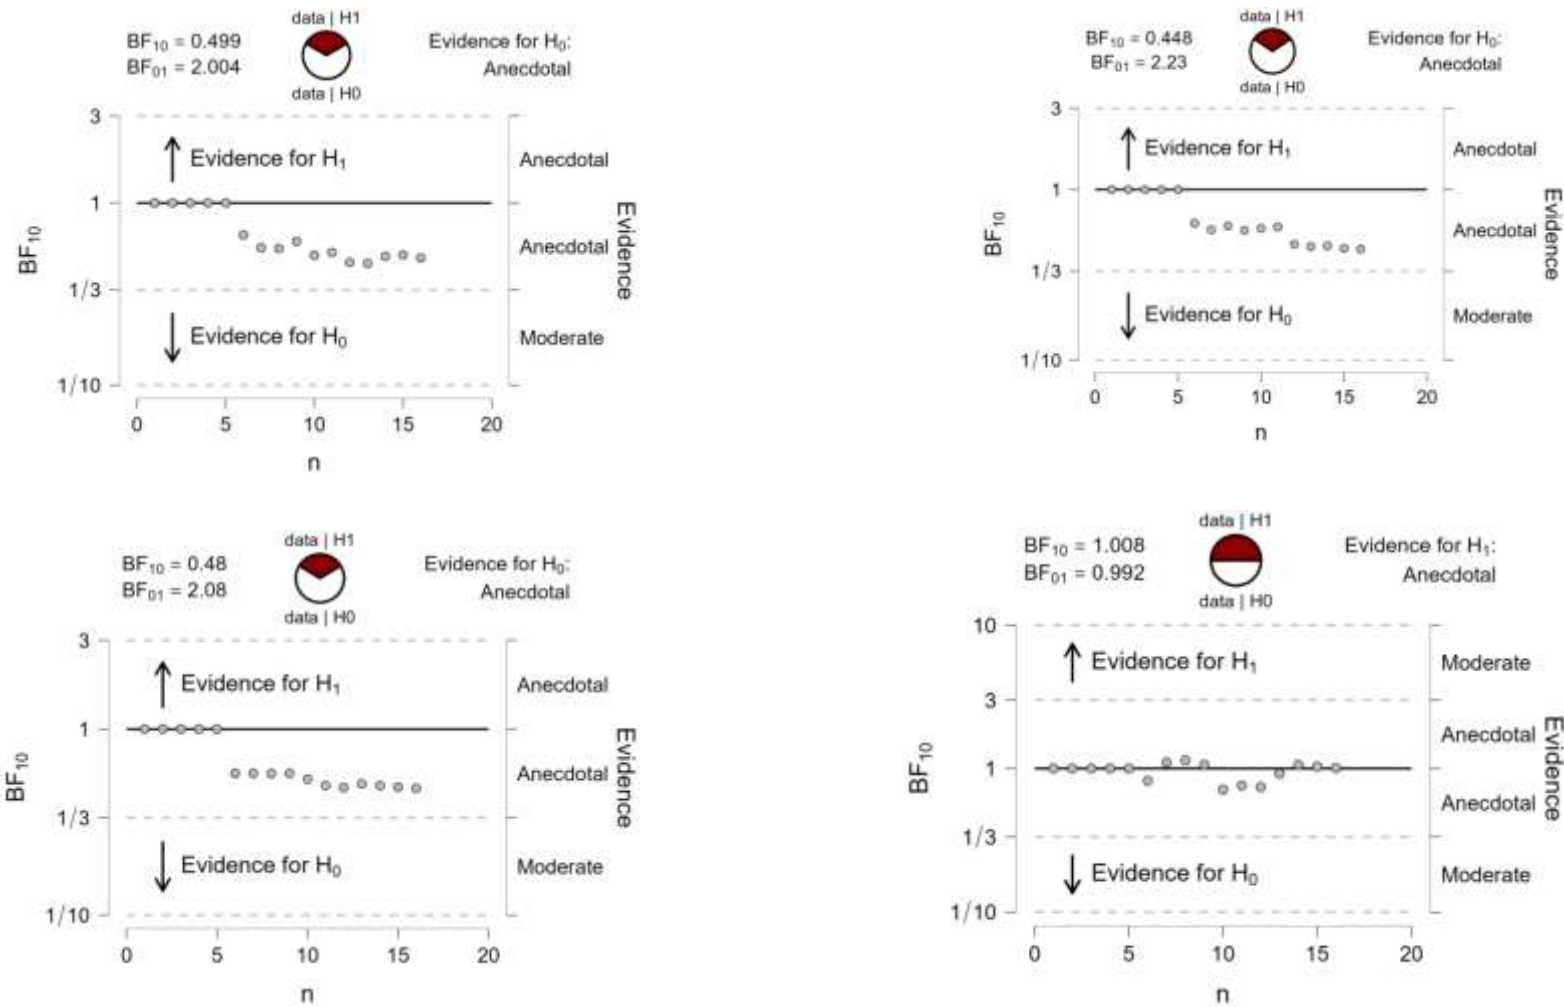 data | H1
BF₁₀ = 0.499
BF₀₁ = 2.004
Evidence for H₀:
Anecdotal
data | H0
3
1
1/3
1/10
BF₁₀
Evidence for H₁
Evidence for H₀
Anecdotal
Anecdotal
Moderate
Evidence
0 5 10 15 20
n
data | H1
BF₁₀ = 0.448
BF₀₁ = 2.23
Evidence for H₀:
Anecdotal
data | H0
3
1
1/3
1/10
BF₁₀
Evidence for H₁
Evidence for H₀
Anecdotal
Anecdotal
Moderate
Evidence
0 5 10 15 20
n
data | H1
BF₁₀ = 0.48
BF₀₁ = 2.08
Evidence for H₀:
Anecdotal
data | H0
3
1
1/3
1/10
BF₁₀
Evidence for H₁
Evidence for H₀
Anecdotal
Anecdotal
Moderate
Evidence
0 5 10 15 20
n
data | H1
BF₁₀ = 1.008
BF₀₁ = 0.992
Evidence for H₁:
Anecdotal
data | H0
10
3
1
1/3
1/10
BF₁₀
Evidence for H₁
Evidence for H₀
Moderate
Anecdotal
Anecdotal
Moderate
Evidence
0 5 10 15 20
n